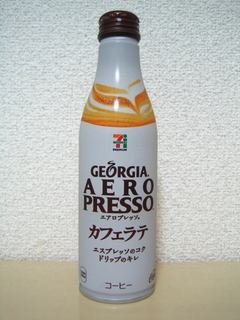 7i
PREMIUM
GEORGIA.
AERO
PRESSO
エアロプレッソ®
カフェラテ
エスプレッソのコク
ドリップのキレ
コーヒー